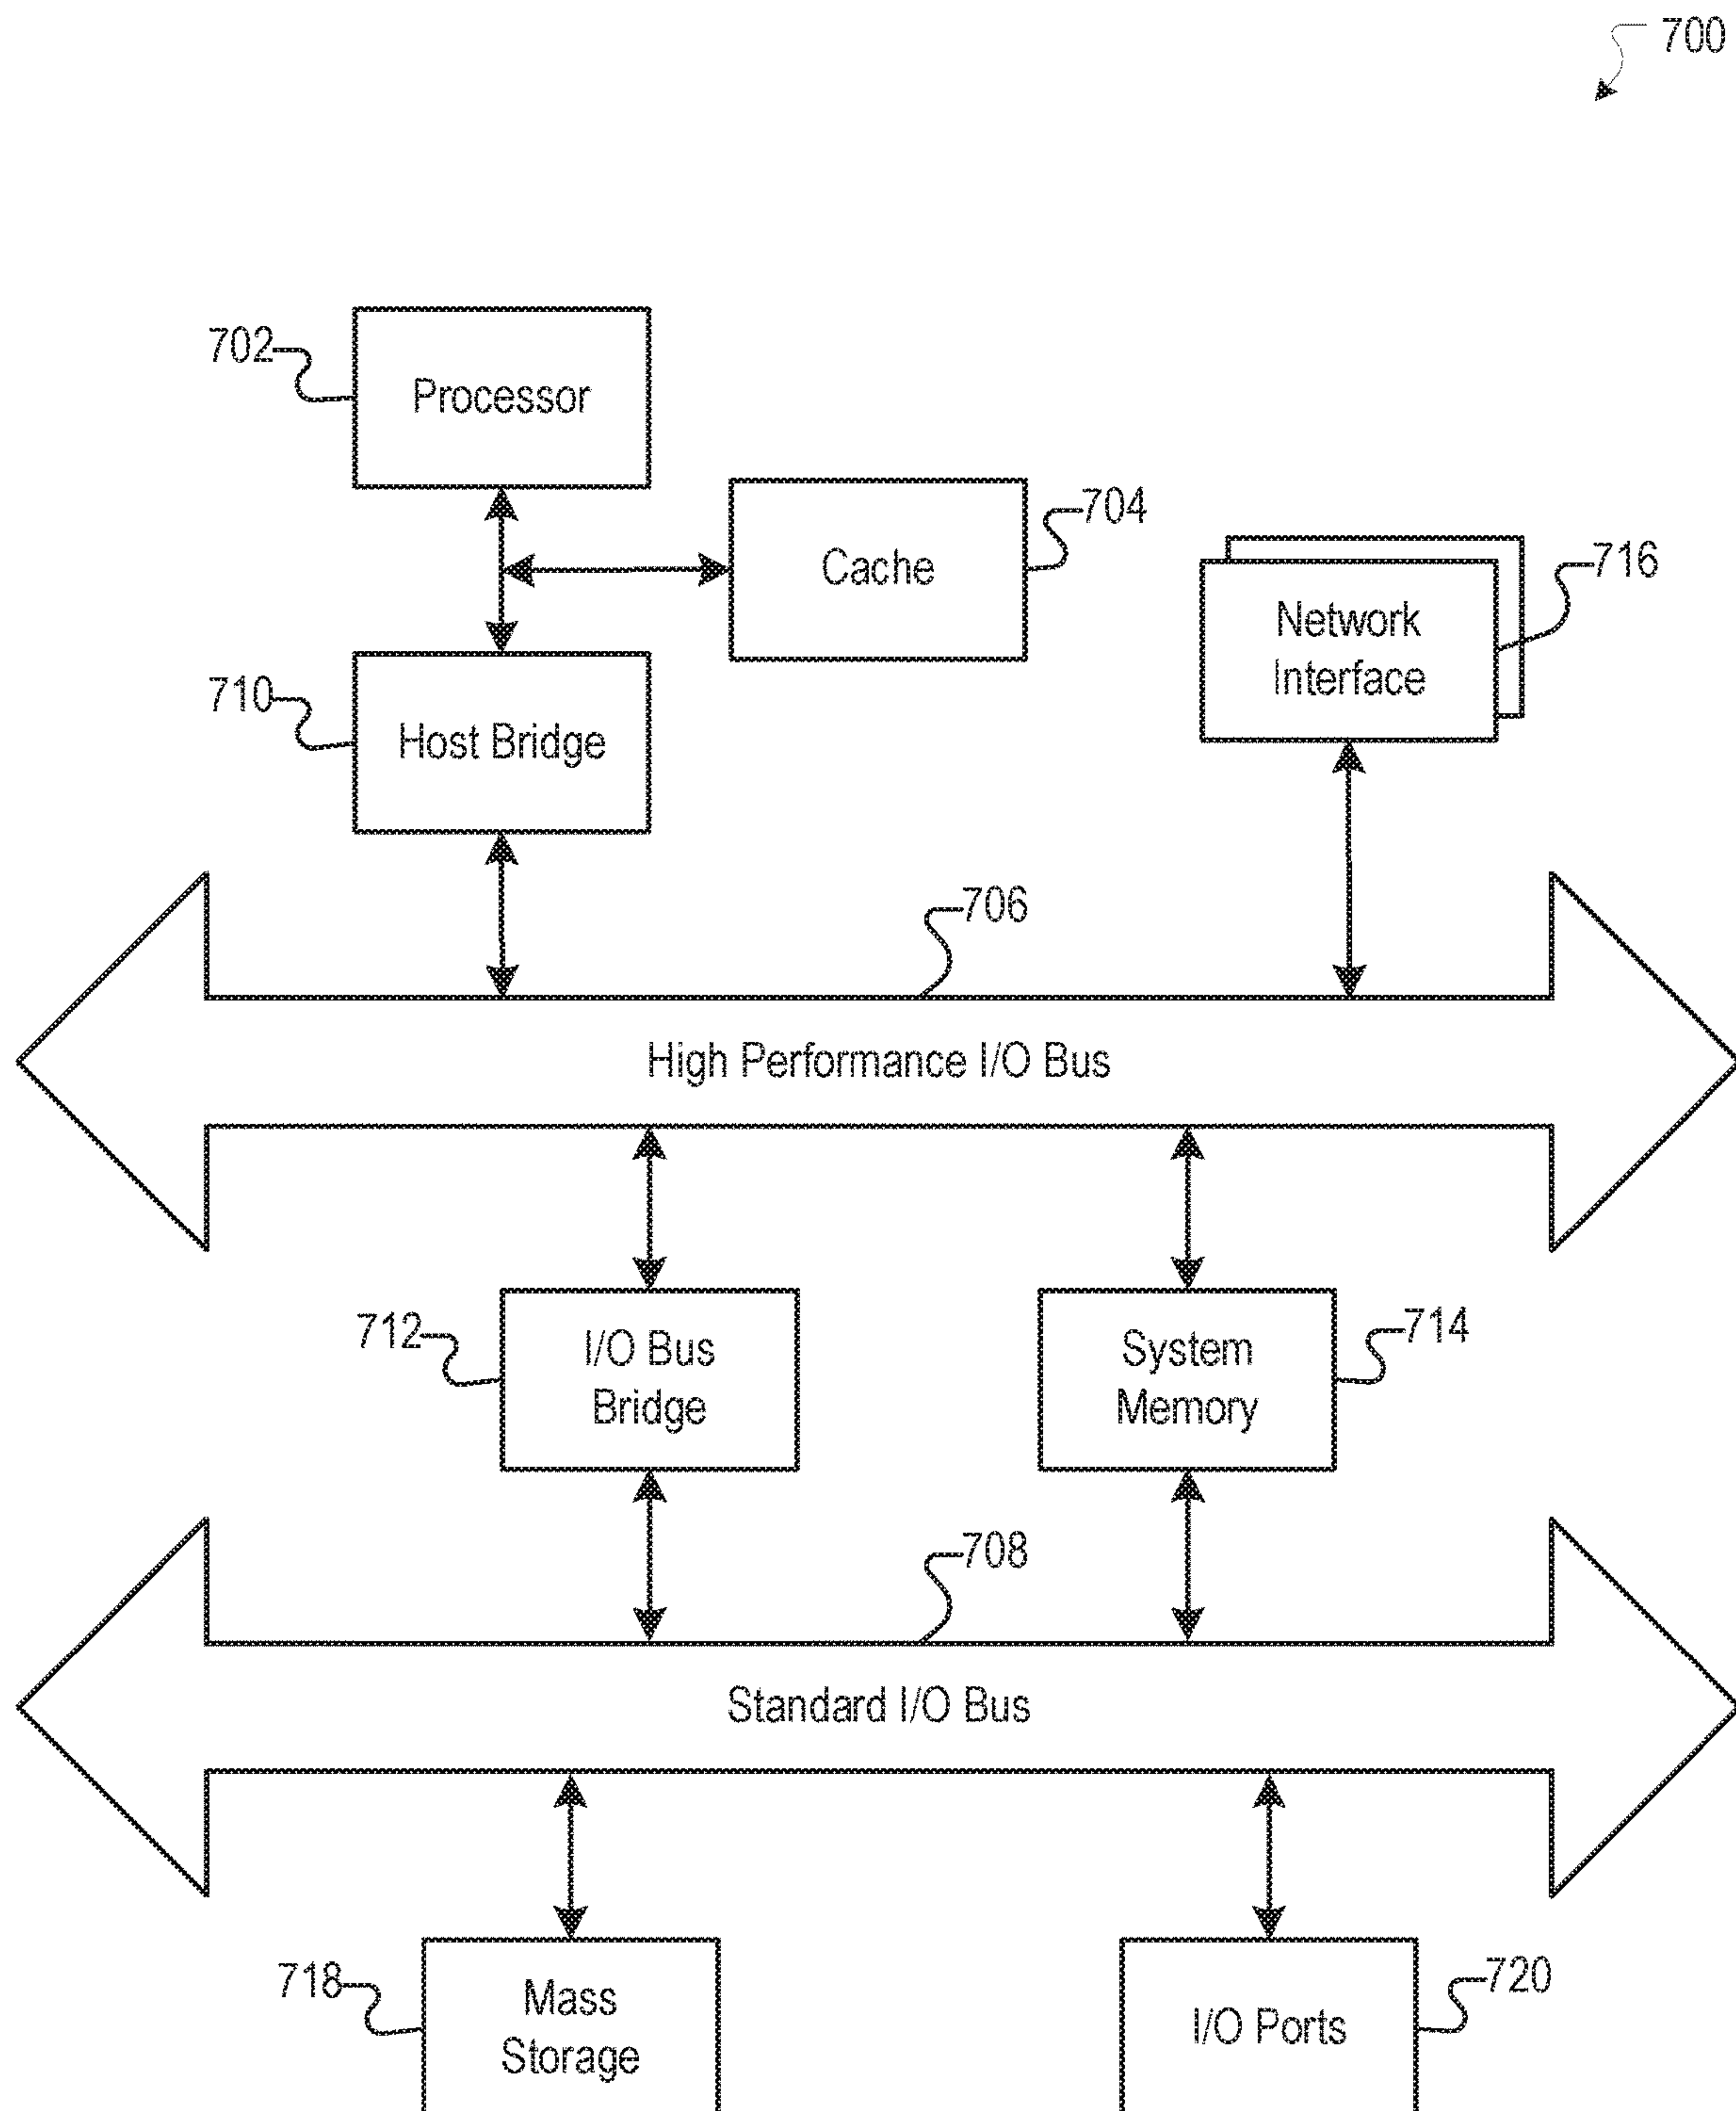 700
702
Processor
704
Cache
716
Network
Interface
710
Host Bridge
706
High Performance I/O Bus
712
I/O Bus
Bridge
714
System
Memory
708
Standard I/O Bus
718
Mass
Storage
720
I/O Ports